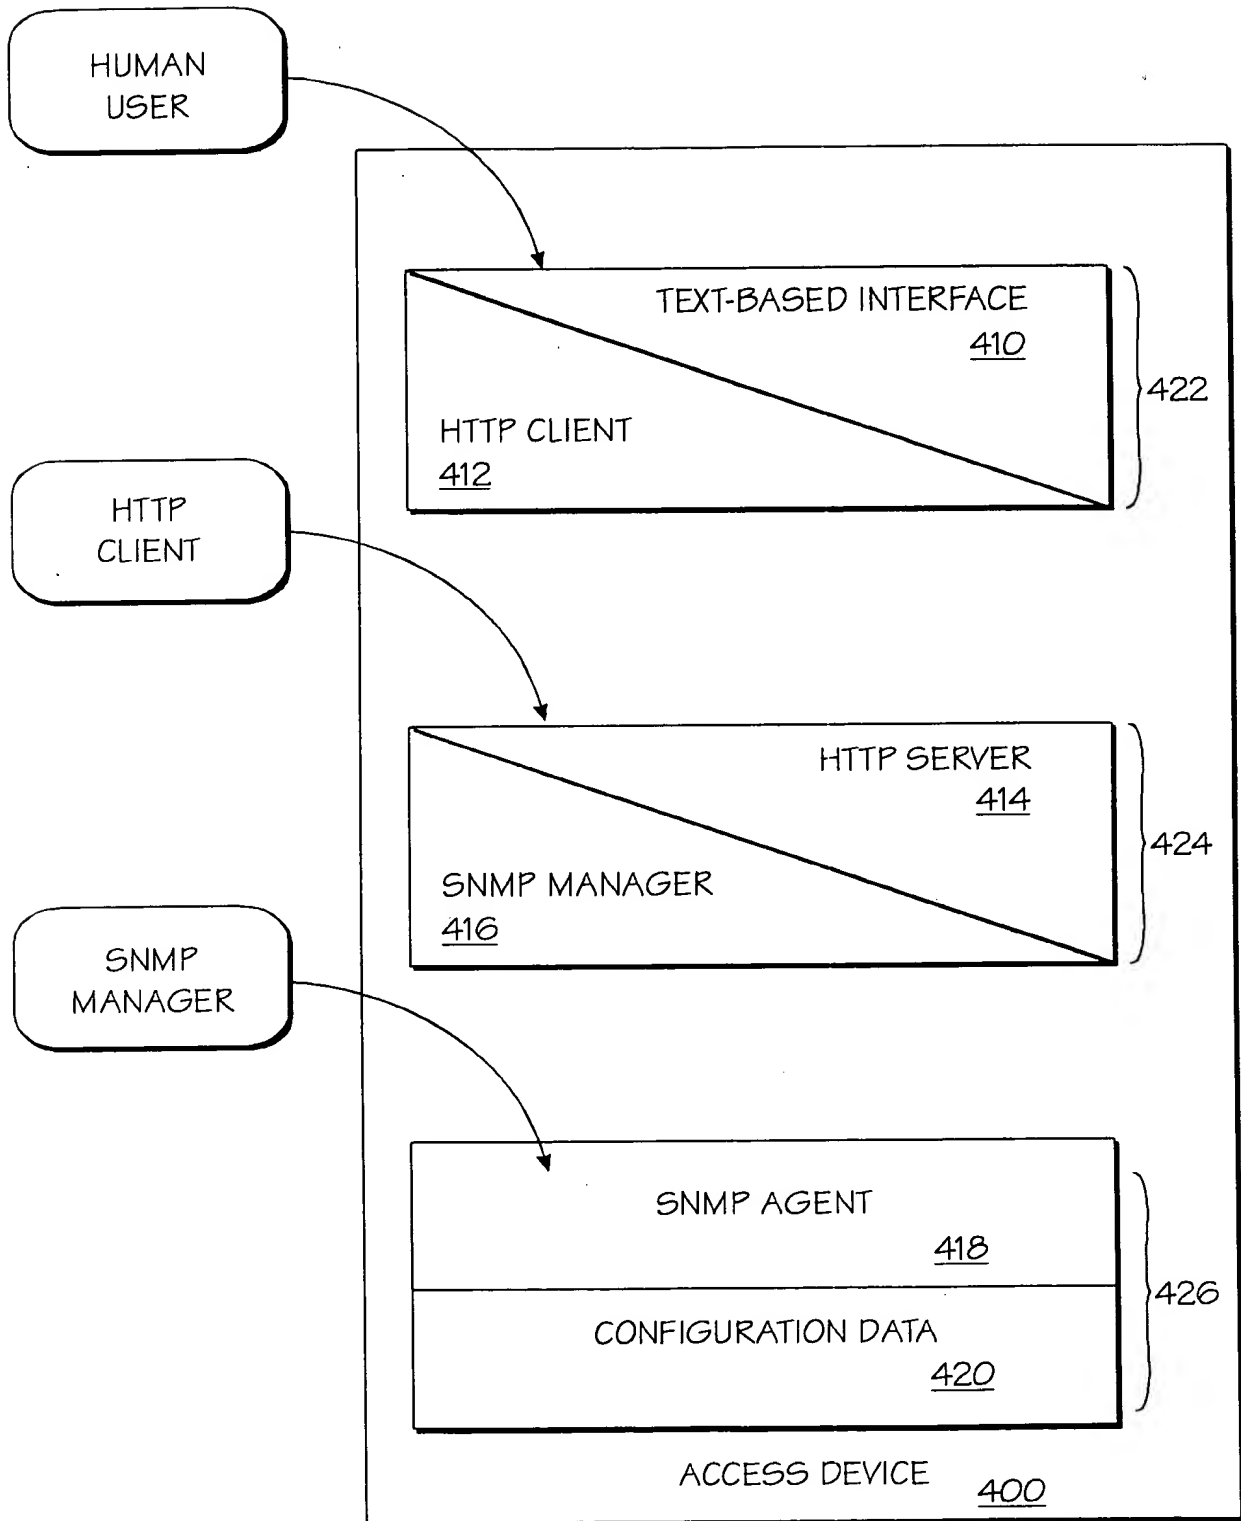 HUMAN
USER
TEXT-BASED INTERFACE
410
422
HTTP CLIENT
412
HTTP
CLIENT
HTTP SERVER
414
424
SNMP MANAGER
416
SNMP
MANAGER
SNMP AGENT
418
426
CONFIGURATION DATA
420
ACCESS DEVICE
400